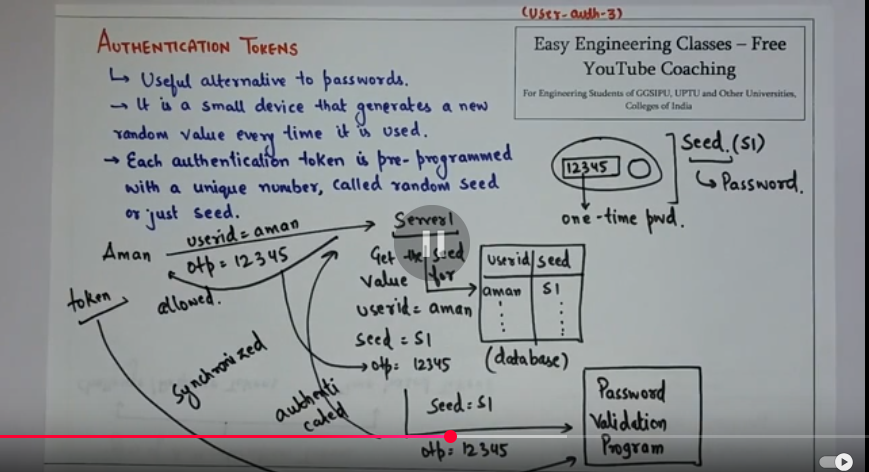 (User-auth-3)
AUTHENTICATION TOKENS
Easy Engineering Classes – Free
YouTube Coaching
For Engineering Students of GGSIPU, UPTU and Other Universities,
Colleges of India
↳ Useful alternative to passwords.
→ It is a small device that generates a new
random value every time it is used.
→ Each authentication token is pre-programmed
with a unique number, called random seed
or just seed.
12345
one-time pwd.
Seed.(S1)
↳ Password.
Aman
userid = aman
otp = 12345
allowed.
token
synchronized
authenti
cated
Server1
Get the seed
value for
userid = aman
seed = S1
→ otp = 12345
userid seed
aman S1
(database)
Seed = S1
otp = 12345
Password
Validation
Program